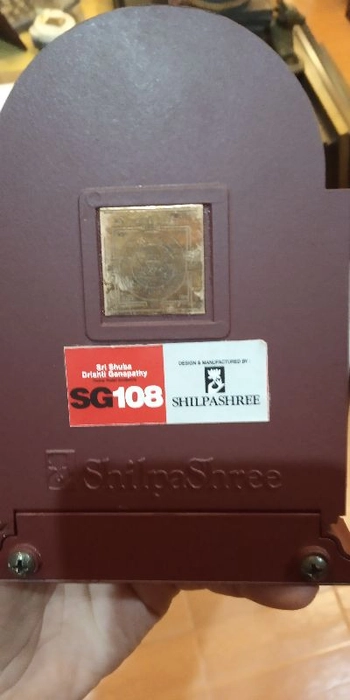 Sri Shuba
Drishti Ganapathy
SG108
DESIGN & MANUFACTURED BY :
SHILPASHREE
ShilpaShree